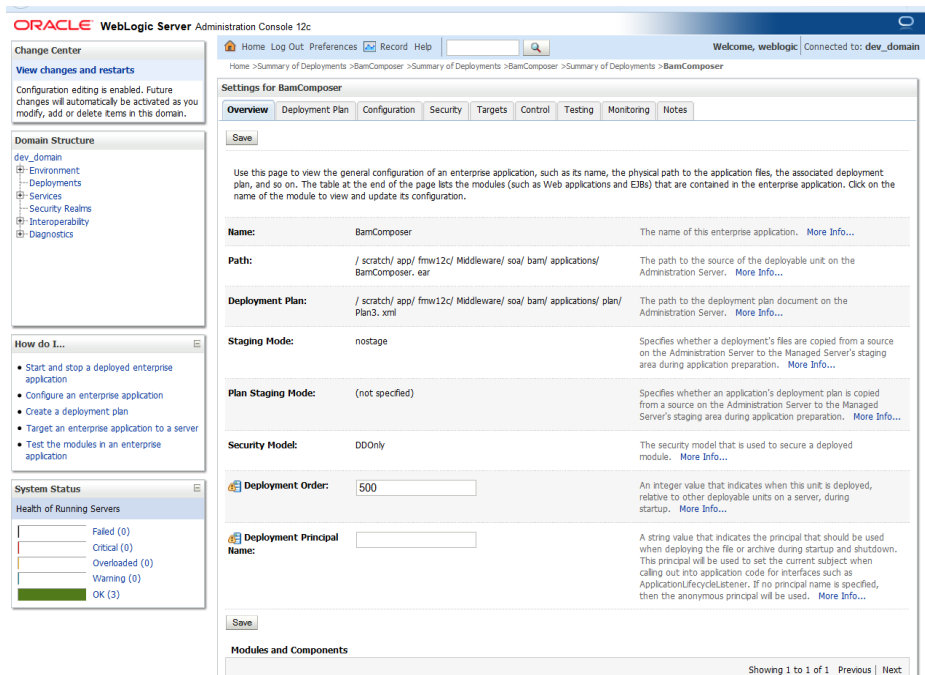 ORACLE WebLogic Server Administration Console 12c
Change Center
View changes and restarts
Configuration editing is enabled. Future
changes will automatically be activated as you
modify, add or delete items in this domain.
Domain Structure
dev_domain
Environment
Deployments
Services
Security Realms
Interoperability
Diagnostics
How do I...
Start and stop a deployed enterprise
application
Configure an enterprise application
Create a deployment plan
Target an enterprise application to a server
Test the modules in an enterprise
application
System Status
Health of Running Servers
Failed (0)
Critical (0)
Overloaded (0)
Warning (0)
OK (3)
Home Log Out Preferences Record Help
Welcome, weblogic Connected to: dev_domain
Home >Summary of Deployments >BamComposer >Summary of Deployments >BamComposer >Summary of Deployments >BamComposer
Settings for BamComposer
Overview Deployment Plan Configuration Security Targets Control Testing Monitoring Notes
Save
Use this page to view the general configuration of an enterprise application, such as its name, the physical path to the application files, the associated deployment
plan, and so on. The table at the end of the page lists the modules (such as Web applications and EJBs) that are contained in the enterprise application. Click on the
name of the module to view and update its configuration.
Name: BamComposer The name of this enterprise application. More Info...
Path: / scratch/ app/ fmw12c/ Middleware/ soa/ bam/ applications/ The path to the source of the deployable unit on the
BamComposer. ear Administration Server. More Info...
Deployment Plan: / scratch/ app/ fmw12c/ Middleware/ soa/ bam/ applications/ plan/ The path to the deployment plan document on the
Plan3. xml Administration Server. More Info...
Staging Mode: nostage Specifies whether a deployment's files are copied from a source
on the Administration Server to the Managed Server's staging
area during application preparation. More Info...
Plan Staging Mode: (not specified) Specifies whether an application's deployment plan is copied
from a source on the Administration Server to the Managed
Server's staging area during application preparation. More Info...
Security Model: DDOnly The security model that is used to secure a deployed
module. More Info...
Deployment Order: 500 An integer value that indicates when this unit is deployed,
relative to other deployable units on a server, during
startup. More Info...
Deployment Principal A string value that indicates the principal that should be used
Name: when deploying the file or archive during startup and shutdown.
This principal will be used to set the current subject when
calling out into application code for interfaces such as
ApplicationLifecycleListener. If no principal name is specified,
then the anonymous principal will be used. More Info...
Save
Modules and Components
Showing 1 to 1 of 1 Previous | Next